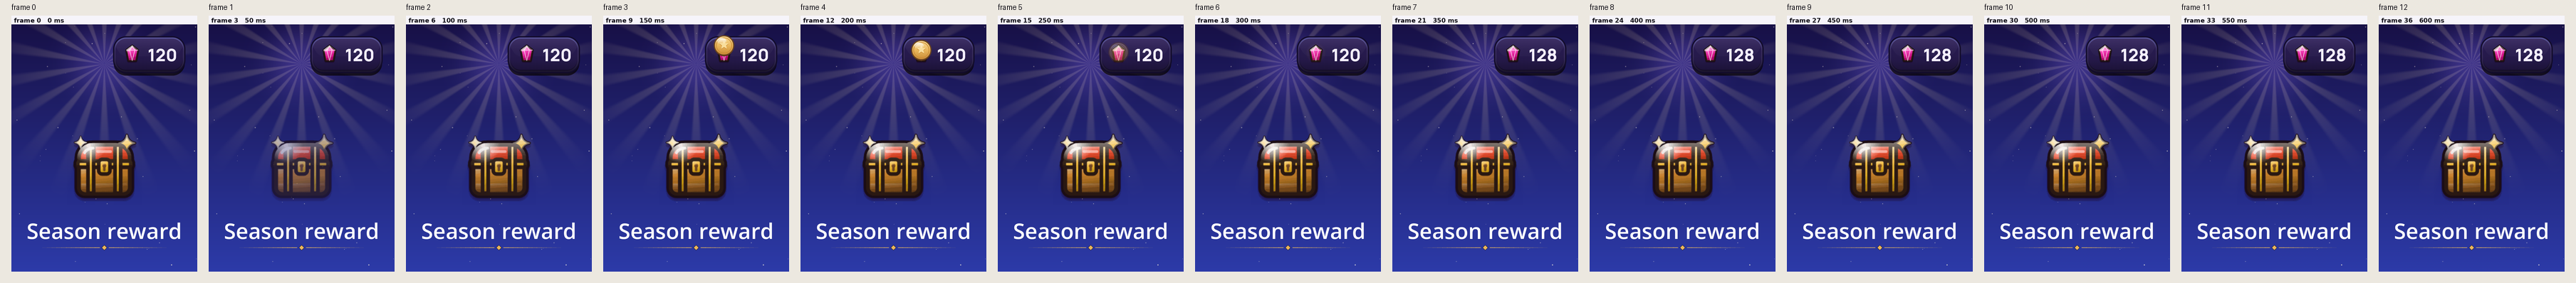 frame 0
frame 0 0 ms
120
Season reward
frame 1
frame 3 50 ms
120
Season reward
frame 2
frame 6 100 ms
120
Season reward
frame 3
frame 9 150 ms
120
Season reward
frame 4
frame 12 200 ms
120
Season reward
frame 5
frame 15 250 ms
120
Season reward
frame 6
frame 18 300 ms
120
Season reward
frame 7
frame 21 350 ms
128
Season reward
frame 8
frame 24 400 ms
128
Season reward
frame 9
frame 27 450 ms
128
Season reward
frame 10
frame 30 500 ms
128
Season reward
frame 11
frame 33 550 ms
128
Season reward
frame 12
frame 36 600 ms
128
Season reward